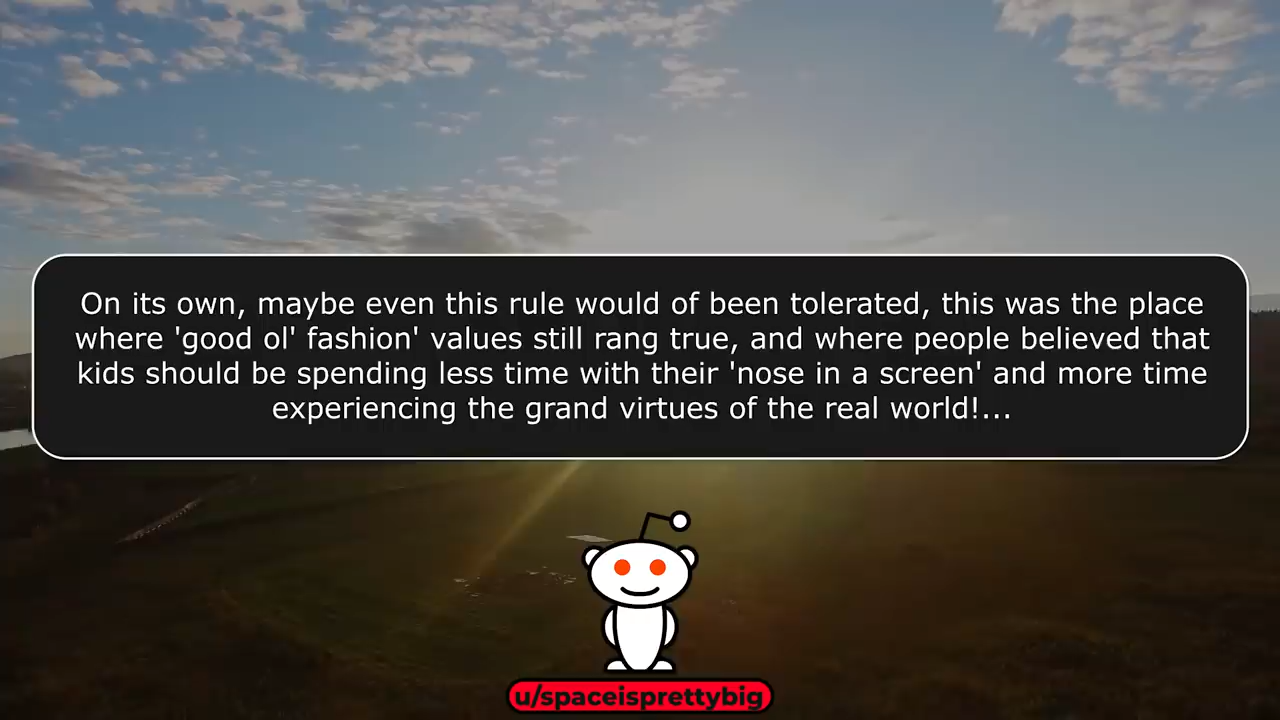 On its own, maybe even this rule would of been tolerated, this was the place
where 'good ol' fashion' values still rang true, and where people believed that
kids should be spending less time with their 'nose in a screen' and more time
experiencing the grand virtues of the real world!...
u/spaceisprettybig